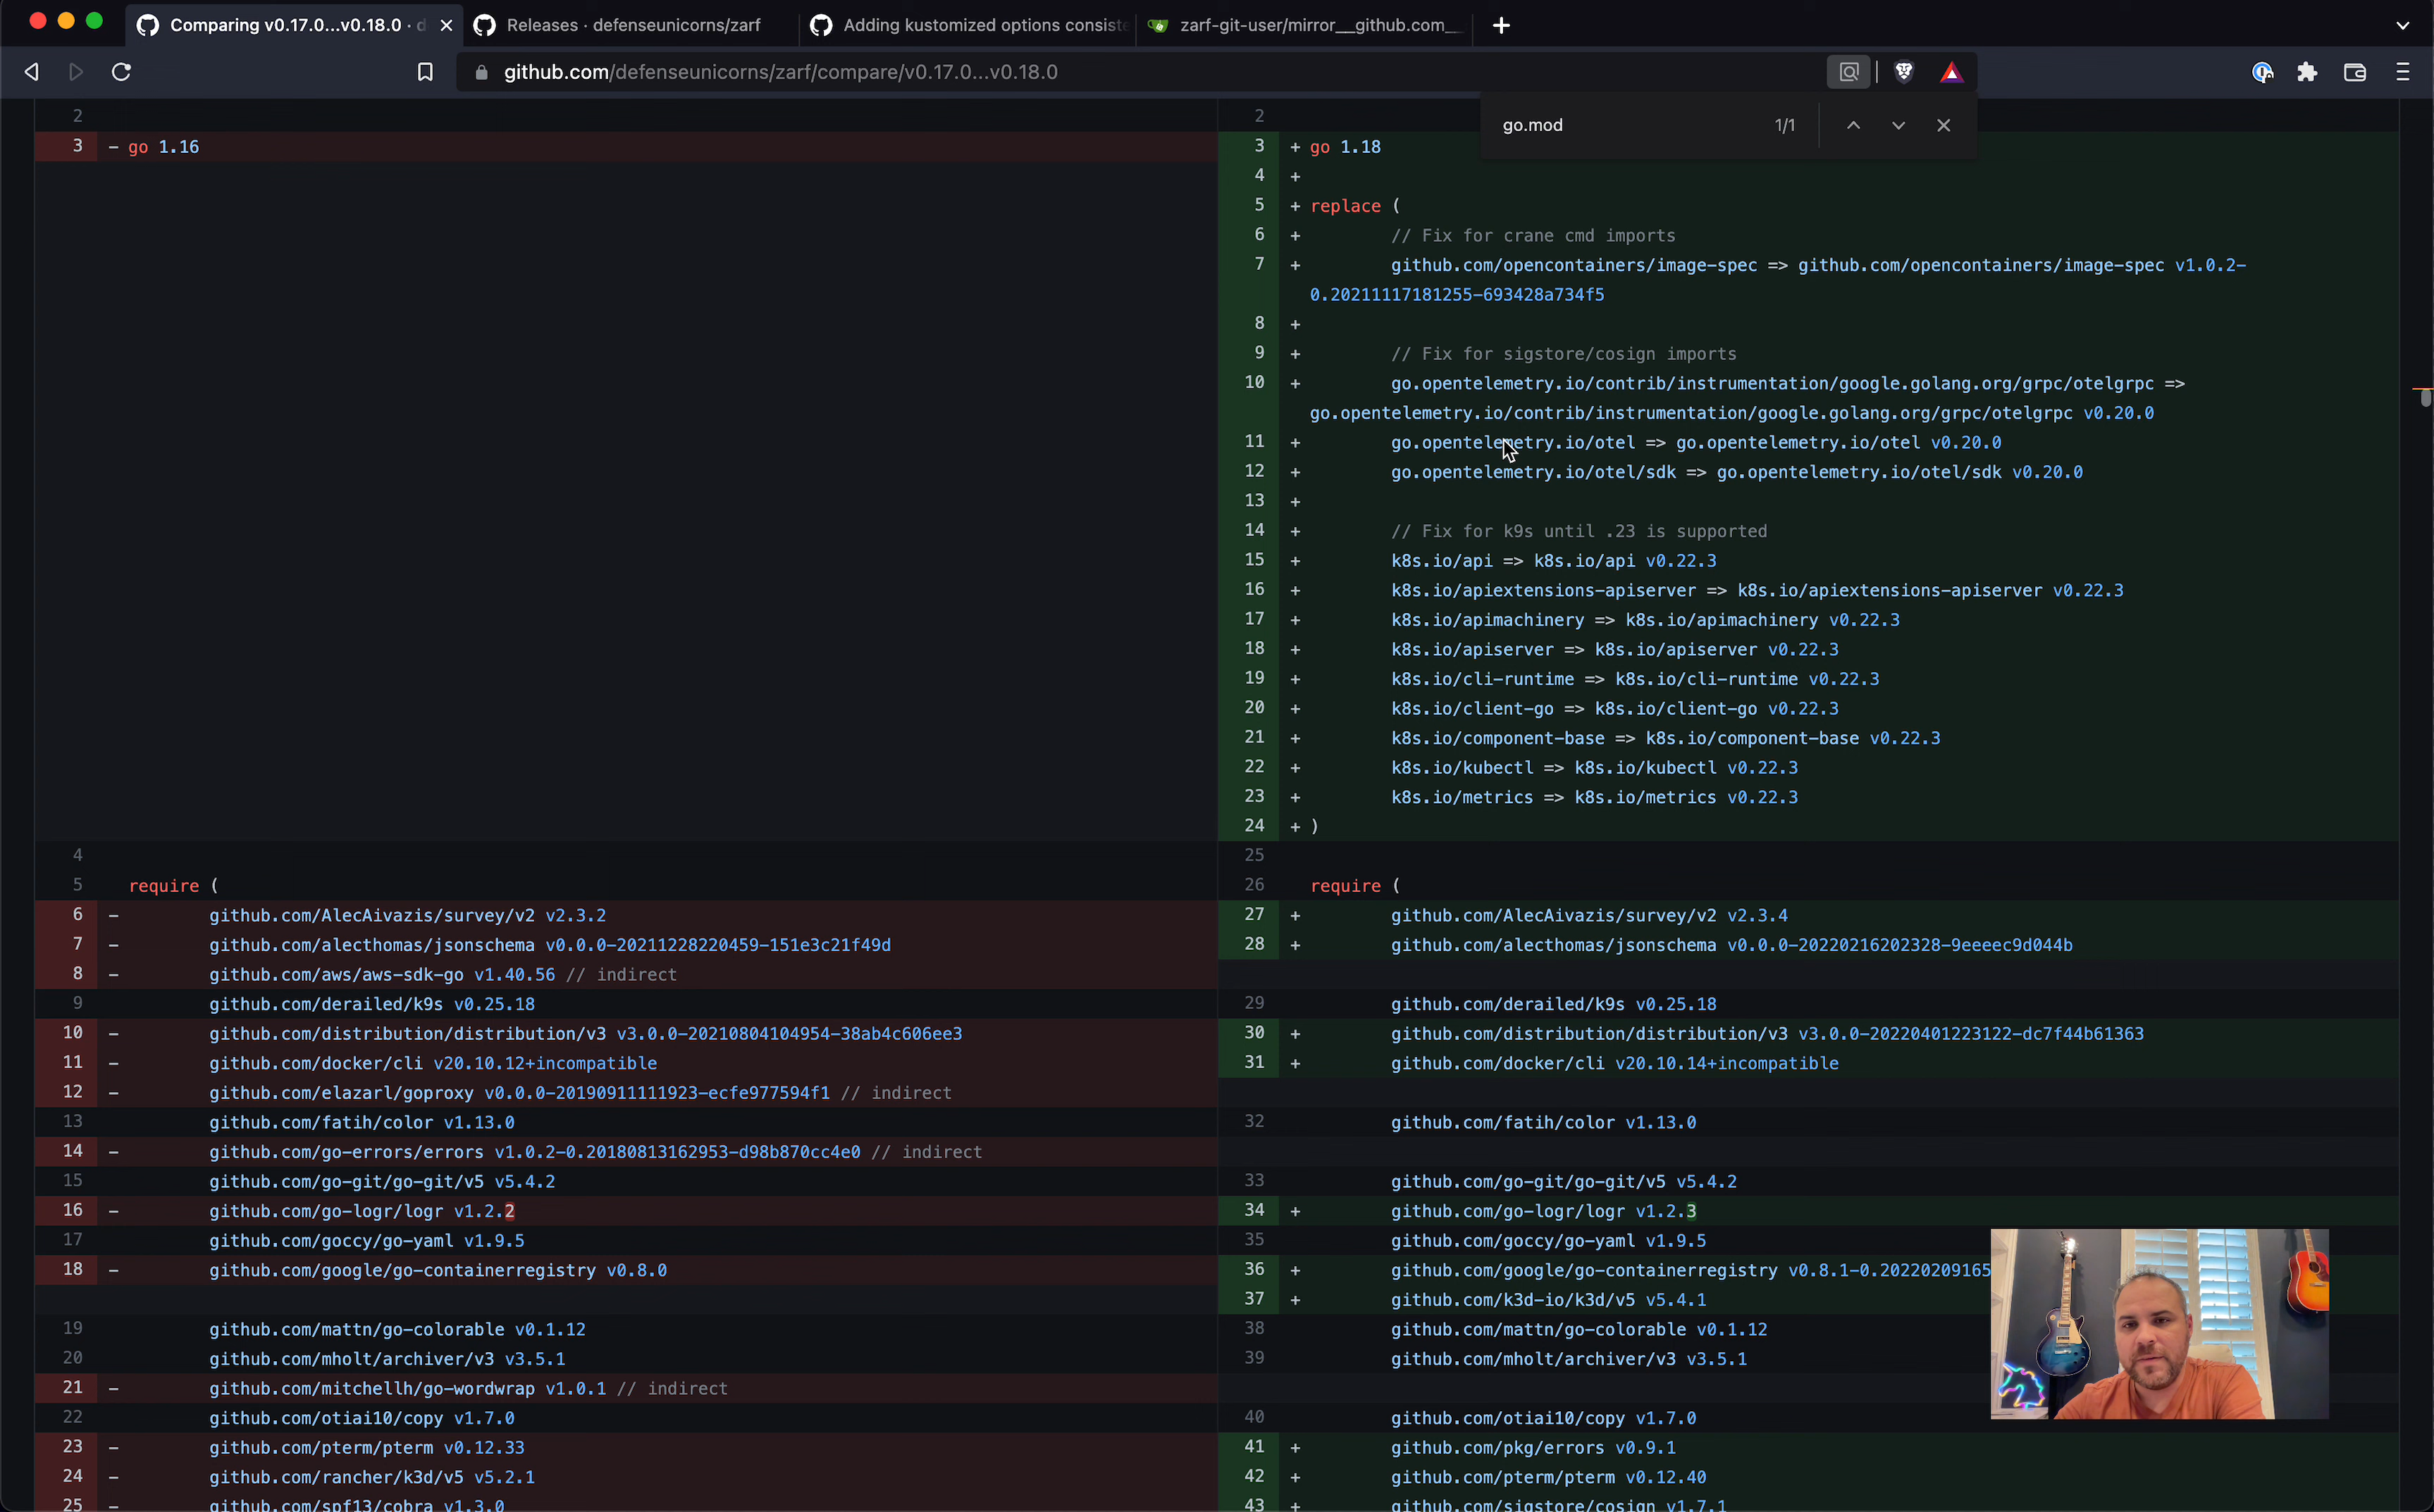 Comparing v0.17.0...v0.18.0 · d
Releases · defenseunicorns/zarf
Adding kustomized options consiste
zarf-git-user/mirror__github.com__
github.com/defenseunicorns/zarf/compare/v0.17.0...v0.18.0
go.mod 1/1
2
3 - go 1.16
4
5 require (
6 - github.com/AlecAivazis/survey/v2 v2.3.2
7 - github.com/alecthomas/jsonschema v0.0.0-20211228220459-151e3c21f49d
8 - github.com/aws/aws-sdk-go v1.40.56 // indirect
9 github.com/derailed/k9s v0.25.18
10 - github.com/distribution/distribution/v3 v3.0.0-20210804104954-38ab4c606ee3
11 - github.com/docker/cli v20.10.12+incompatible
12 - github.com/elazarl/goproxy v0.0.0-20190911111923-ecfe977594f1 // indirect
13 github.com/fatih/color v1.13.0
14 - github.com/go-errors/errors v1.0.2-0.20180813162953-d98b870cc4e0 // indirect
15 github.com/go-git/go-git/v5 v5.4.2
16 - github.com/go-logr/logr v1.2.2
17 github.com/goccy/go-yaml v1.9.5
18 - github.com/google/go-containerregistry v0.8.0
19 github.com/mattn/go-colorable v0.1.12
20 github.com/mholt/archiver/v3 v3.5.1
21 - github.com/mitchellh/go-wordwrap v1.0.1 // indirect
22 github.com/otiai10/copy v1.7.0
23 - github.com/pterm/pterm v0.12.33
24 - github.com/rancher/k3d/v5 v5.2.1
25 - github.com/spf13/cobra v1.3.0
2
3 + go 1.18
4 +
5 + replace (
6 + // Fix for crane cmd imports
7 + github.com/opencontainers/image-spec => github.com/opencontainers/image-spec v1.0.2-
0.20211117181255-693428a734f5
8 +
9 + // Fix for sigstore/cosign imports
10 + go.opentelemetry.io/contrib/instrumentation/google.golang.org/grpc/otelgrpc =>
go.opentelemetry.io/contrib/instrumentation/google.golang.org/grpc/otelgrpc v0.20.0
11 + go.opentelemetry.io/otel => go.opentelemetry.io/otel v0.20.0
12 + go.opentelemetry.io/otel/sdk => go.opentelemetry.io/otel/sdk v0.20.0
13 +
14 + // Fix for k9s until .23 is supported
15 + k8s.io/api => k8s.io/api v0.22.3
16 + k8s.io/apiextensions-apiserver => k8s.io/apiextensions-apiserver v0.22.3
17 + k8s.io/apimachinery => k8s.io/apimachinery v0.22.3
18 + k8s.io/apiserver => k8s.io/apiserver v0.22.3
19 + k8s.io/cli-runtime => k8s.io/cli-runtime v0.22.3
20 + k8s.io/client-go => k8s.io/client-go v0.22.3
21 + k8s.io/component-base => k8s.io/component-base v0.22.3
22 + k8s.io/kubectl => k8s.io/kubectl v0.22.3
23 + k8s.io/metrics => k8s.io/metrics v0.22.3
24 + )
25
26 require (
27 + github.com/AlecAivazis/survey/v2 v2.3.4
28 + github.com/alecthomas/jsonschema v0.0.0-20220216202328-9eeeec9d044b
29 github.com/derailed/k9s v0.25.18
30 + github.com/distribution/distribution/v3 v3.0.0-20220401223122-dc7f44b61363
31 + github.com/docker/cli v20.10.14+incompatible
32 github.com/fatih/color v1.13.0
33 github.com/go-git/go-git/v5 v5.4.2
34 + github.com/go-logr/logr v1.2.3
35 github.com/goccy/go-yaml v1.9.5
36 + github.com/google/go-containerregistry v0.8.1-0.20220209165
37 + github.com/k3d-io/k3d/v5 v5.4.1
38 github.com/mattn/go-colorable v0.1.12
39 github.com/mholt/archiver/v3 v3.5.1
40 github.com/otiai10/copy v1.7.0
41 + github.com/pkg/errors v0.9.1
42 + github.com/pterm/pterm v0.12.40
43 + github.com/sigstore/cosign v1.7.1